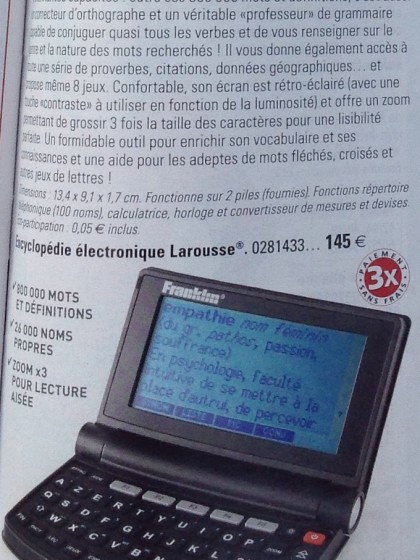 correcteur d'orthographe et un véritable «professeur» de grammaire
de conjuguer quasi tous les verbes et de vous renseigner sur le
et la nature des mots recherchés ! Il vous donne également accès à
une série de proverbes, citations, données géographiques... et
même 8 jeux. Confortable, son écran est rétro-éclairé (avec une
touche «contraste» à utiliser en fonction de la luminosité) et offre un zoom
permettant de grossir 3 fois la taille des caractères pour une lisibilité
parfaite. Un formidable outil pour enrichir son vocabulaire et ses
connaissances et une aide pour les adeptes de mots fléchés, croisés et
autres jeux de lettres !
Dimensions : 13,4 x 9,1 x 1,7 cm. Fonctionne sur 2 piles (fournies). Fonctions répertoire
téléphonique (100 noms), calculatrice, horloge et convertisseur de mesures et devises.
Éco-participation : 0,05 € inclus.
Encyclopédie électronique Larousse®. 0281433... 145 €
PAIEMENT
3x
SANS FRAIS
✓800 000 MOTS
ET DÉFINITIONS
✓26 000 NOMS
PROPRES
✓ZOOM x3
POUR LECTURE
AISÉE
Franklin®
empathie nom féminin
(du gr. pathos, passion,
souffrance)
En psychologie, faculté
intuitive de se mettre à la
place d'autrui, de percevoir
A Z E R T Y U I O P
Q S D F G H J K L M
W X C V B N